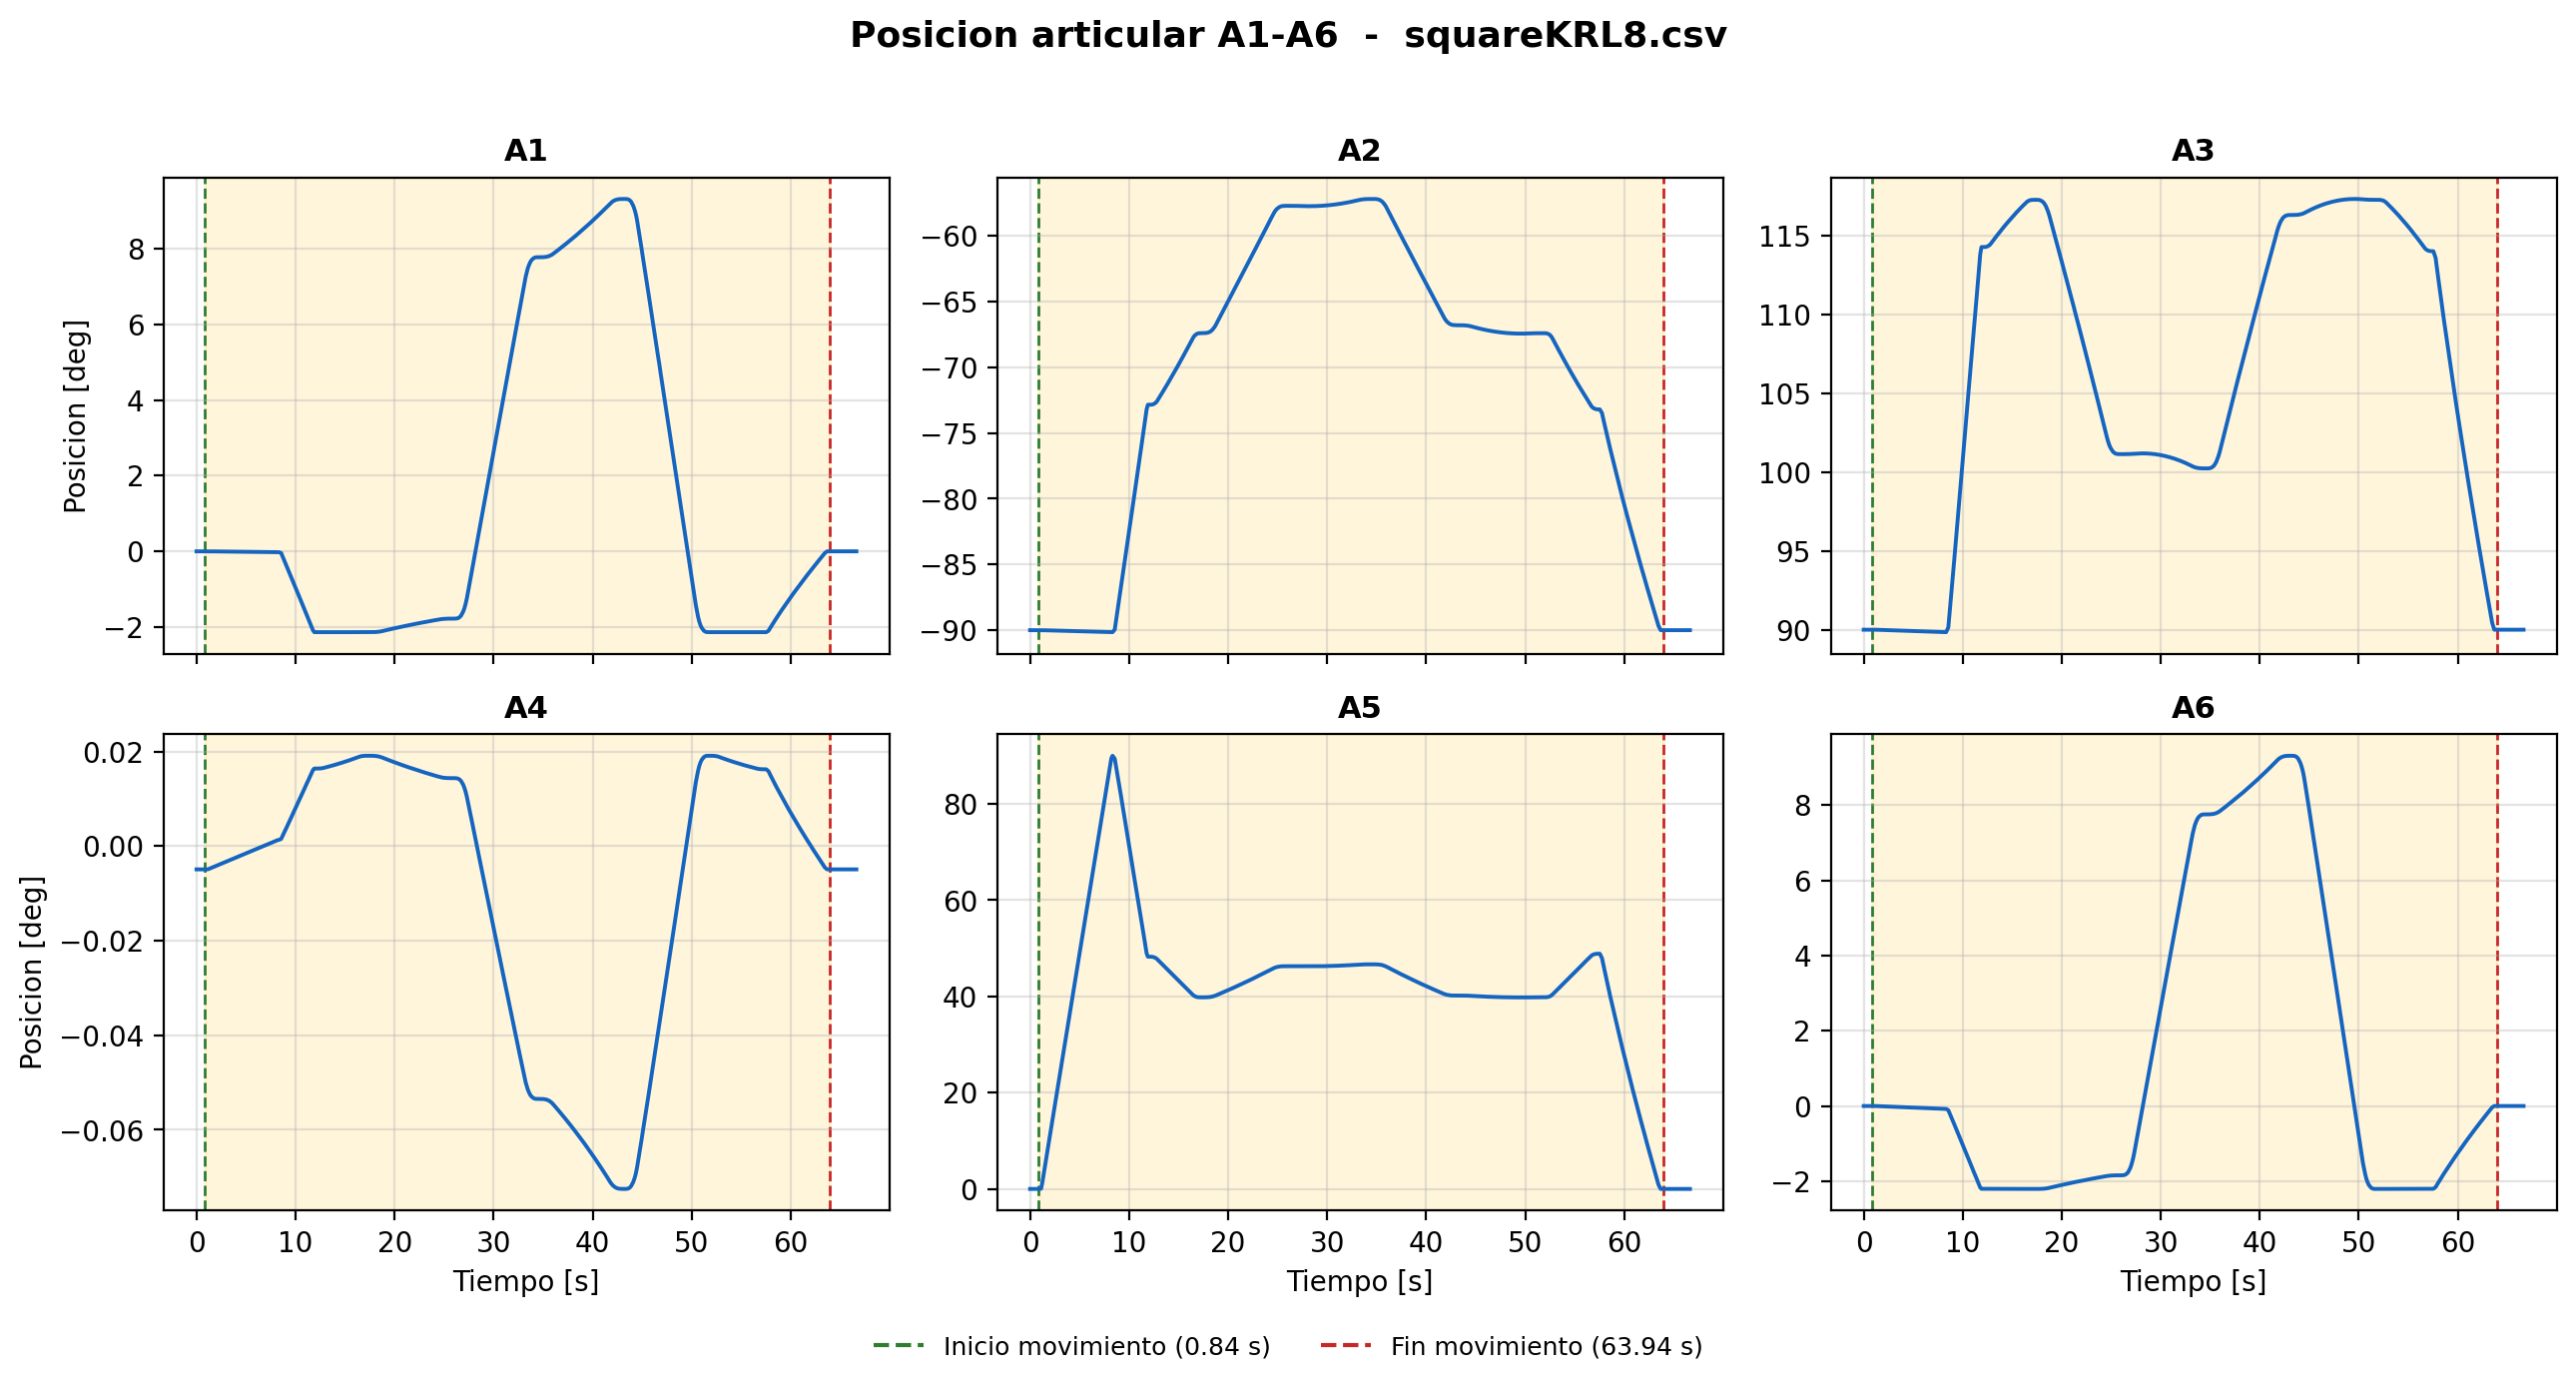 Posicion articular A1-A6  -  squareKRL8.csv
A1
A2
A3
Posicion [deg]
8
6
4
2
0
−2
−60
−65
−70
−75
−80
−85
−90
115
110
105
100
95
90
A4
A5
A6
Posicion [deg]
0.02
0.00
−0.02
−0.04
−0.06
80
60
40
20
0
8
6
4
2
0
−2
0 10 20 30 40 50 60
0 10 20 30 40 50 60
0 10 20 30 40 50 60
Tiempo [s]
Tiempo [s]
Tiempo [s]
Inicio movimiento (0.84 s)
Fin movimiento (63.94 s)